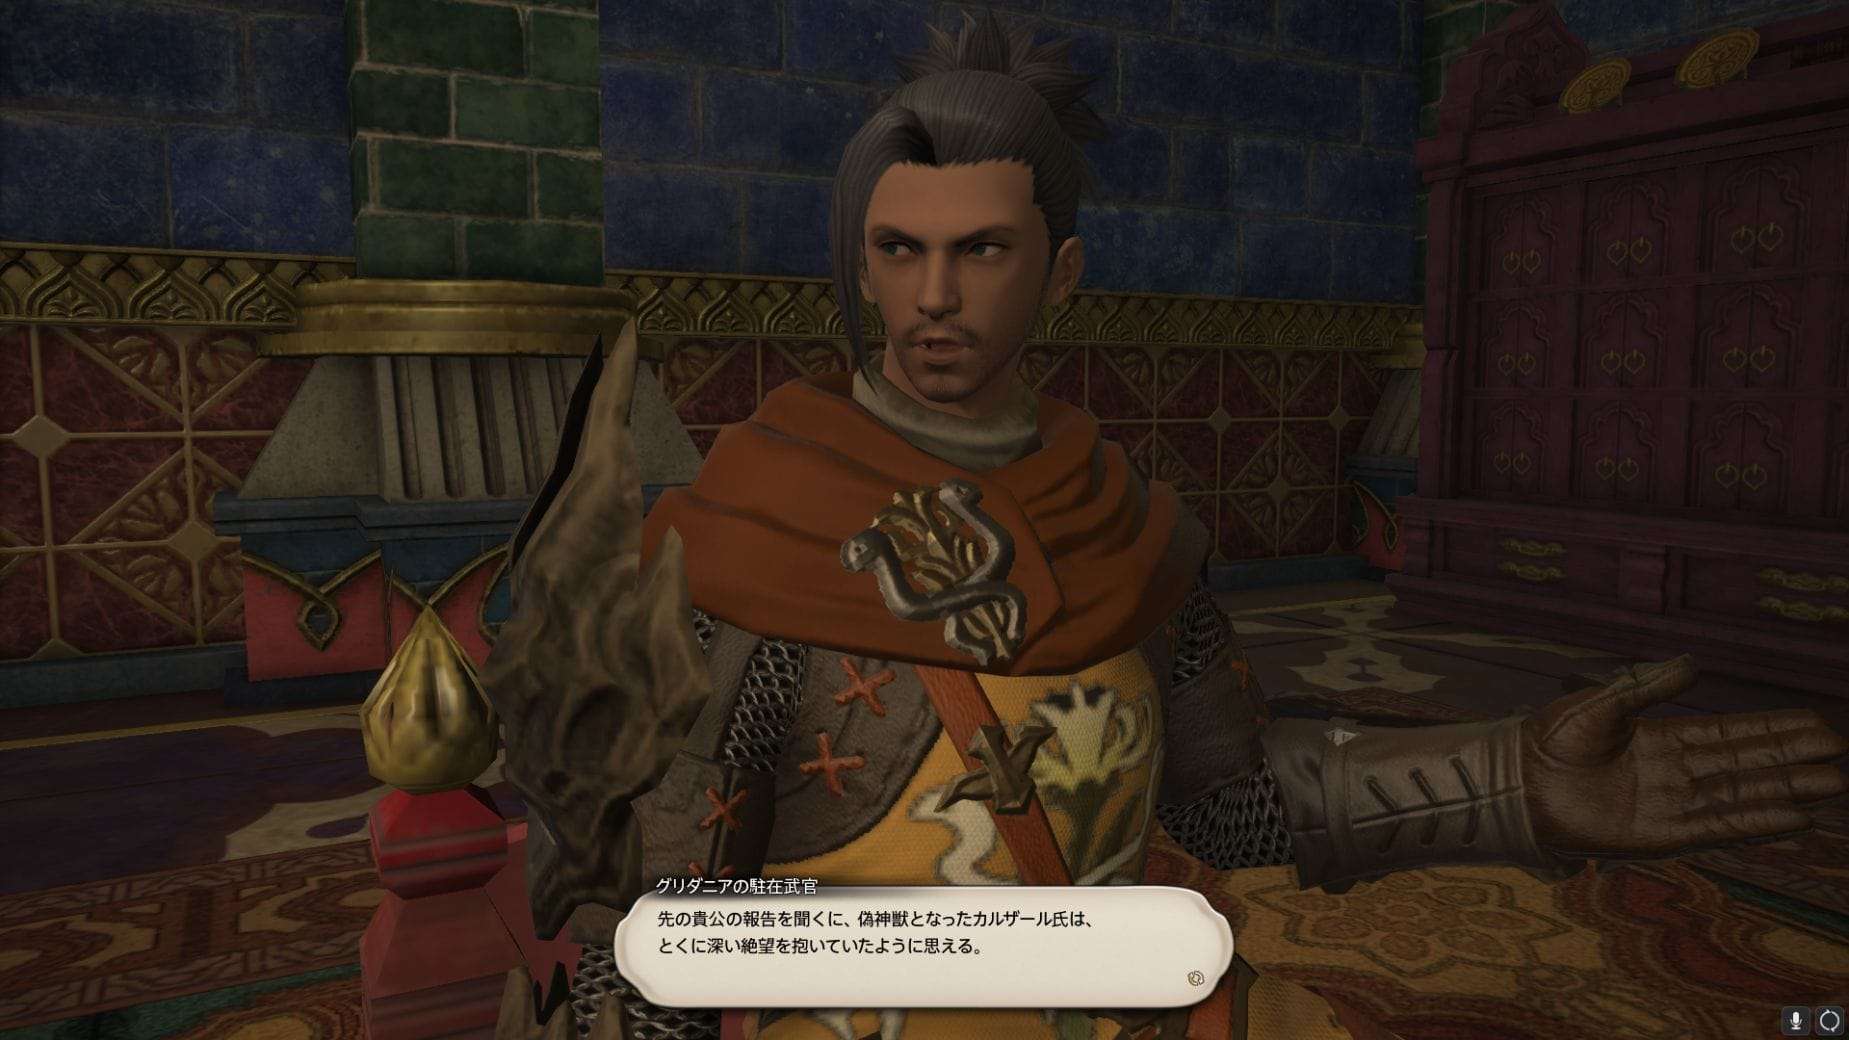 グリダニアの駐在武官
先の貴公の報告を聞くに、偽神獣となったカルザール氏は、
とくに深い絶望を抱いていたように思える。